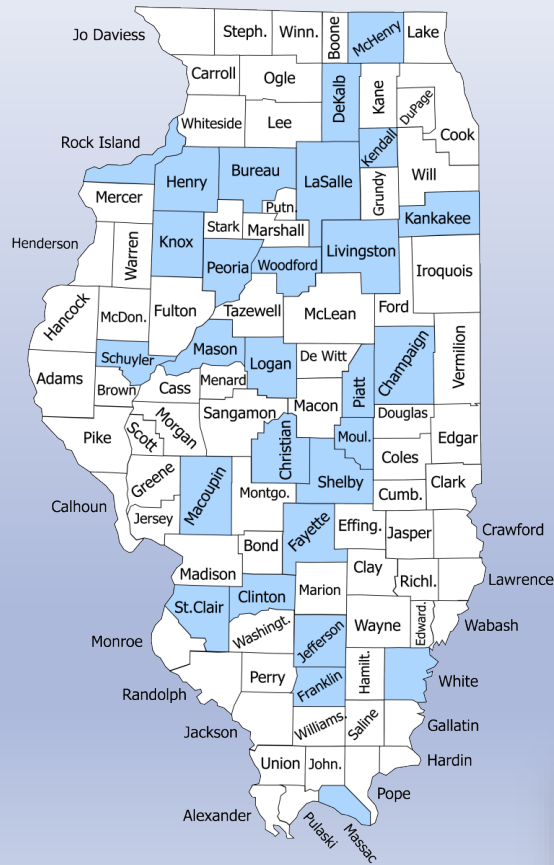 Jo Daviess
Steph.
Winn.
Boone
McHenry
Lake
Carroll
Ogle
DeKalb
Kane
DuPage
Cook
Whiteside
Lee
Rock Island
Kendall
Henry
Bureau
LaSalle
Will
Mercer
Putn.
Grundy
Kankakee
Stark
Marshall
Henderson
Warren
Knox
Peoria
Woodford
Livingston
Iroquois
Hancock
McDon.
Fulton
Tazewell
McLean
Ford
Schuyler
Mason
Logan
De Witt
Champaign
Vermilion
Adams
Brown
Cass
Menard
Piatt
Sangamon
Macon
Douglas
Pike
Scott
Morgan
Christian
Moul.
Edgar
Coles
Greene
Macoupin
Shelby
Cumb.
Clark
Calhoun
Jersey
Montgo.
Fayette
Effing.
Jasper
Crawford
Bond
Madison
Clay
Richl.
Lawrence
Marion
St.Clair
Clinton
Wayne
Edward.
Wabash
Monroe
Washingt.
Jefferson
Randolph
Perry
Franklin
Hamilt.
White
Jackson
Williams.
Saline
Gallatin
Union
John.
Hardin
Alexander
Pulaski
Massac
Pope